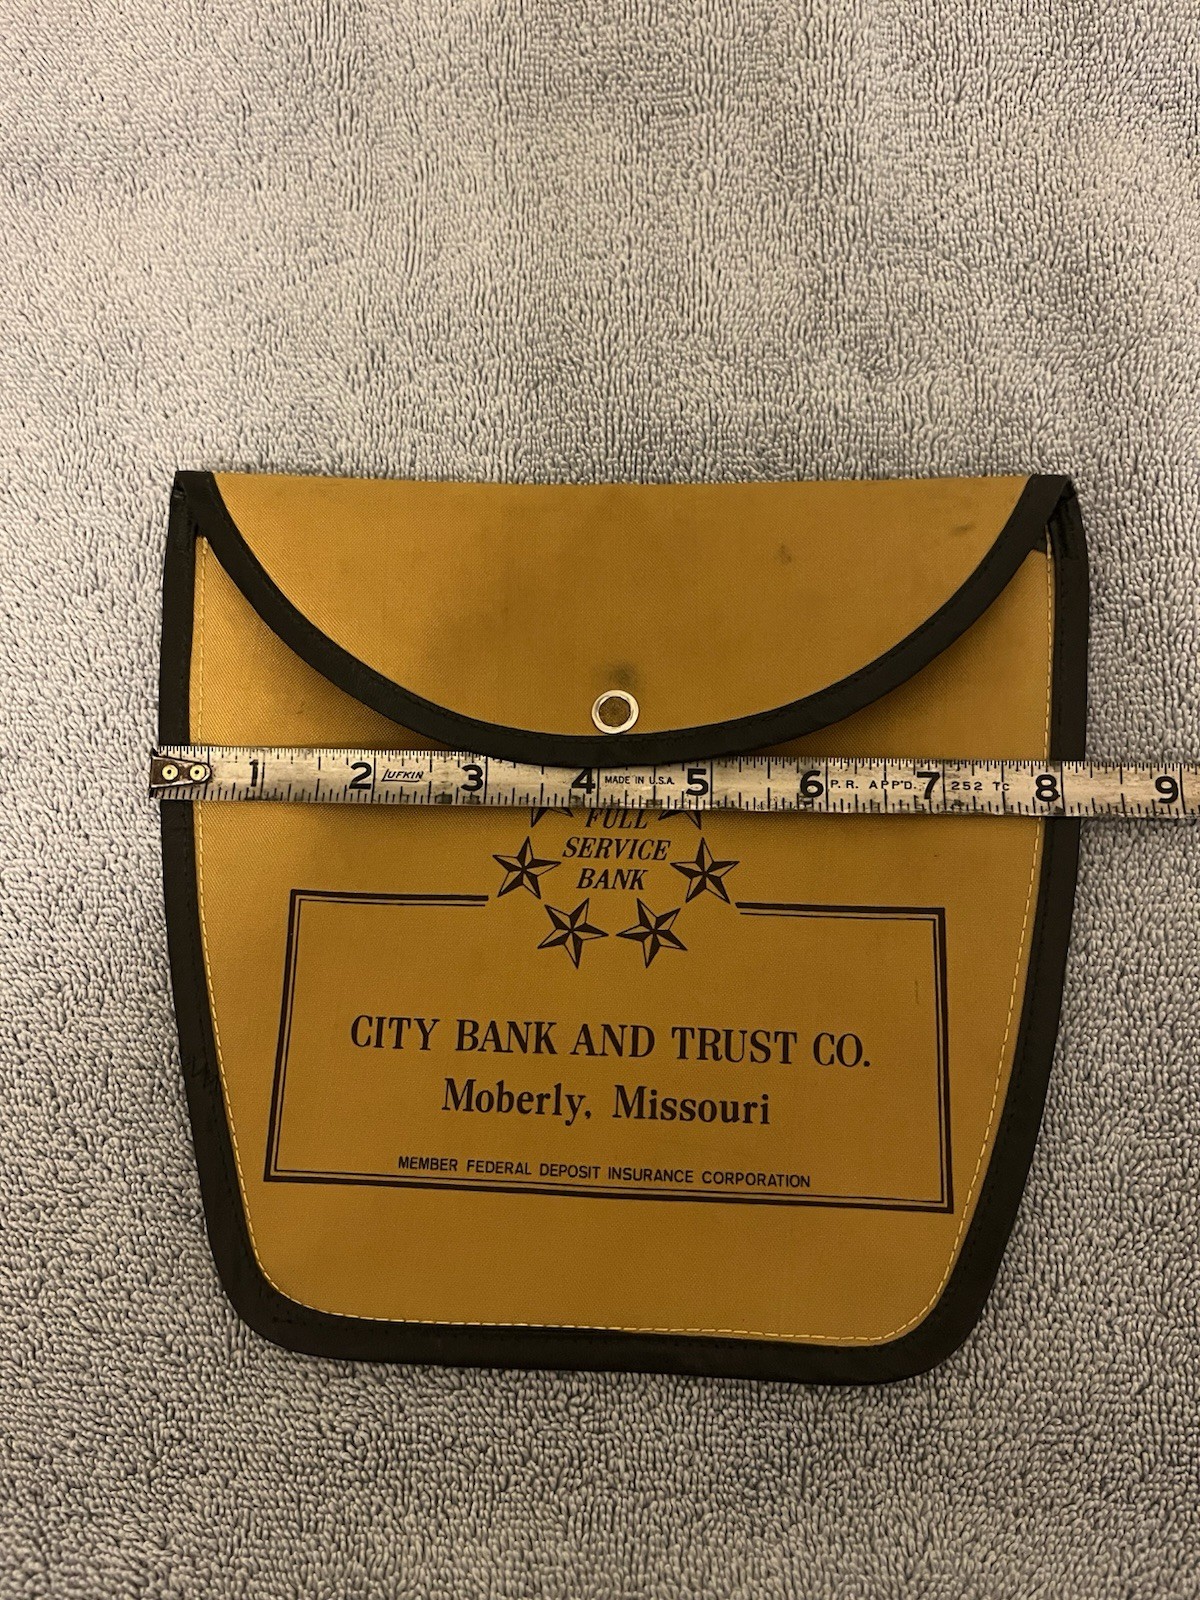 1 2 LUFKIN 3 4 MADE IN U.S.A. 5 6 P.R. APP'D. 7 252 TC 8 9
FULL
SERVICE
BANK
CITY BANK AND TRUST CO.
Moberly, Missouri
MEMBER FEDERAL DEPOSIT INSURANCE CORPORATION